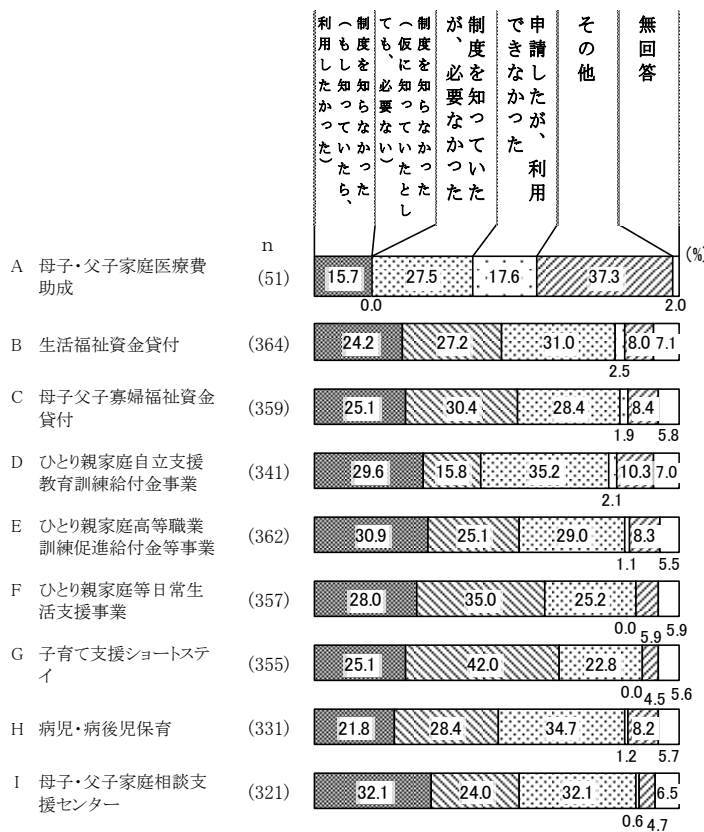 制度を知らなかった
（もし知っていたら、
利用したかった）
制度を知らなかった
（仮に知っていたとし
ても、必要ない）
制度を知っていた
が、必要なかった
申請したが、利用
できなかった
その他
無回答
n
(%)
A 母子・父子家庭医療費
助成
(51)
15.7
0.0
27.5
17.6
37.3
2.0
B 生活福祉資金貸付
(364)
24.2
27.2
31.0
2.5
8.0
7.1
C 母子父子寡婦福祉資金
貸付
(359)
25.1
30.4
28.4
1.9
8.4
5.8
D ひとり親家庭自立支援
教育訓練給付金事業
(341)
29.6
15.8
35.2
2.1
10.3
7.0
E ひとり親家庭高等職業
訓練促進給付金等事業
(362)
30.9
25.1
29.0
1.1
8.3
5.5
F ひとり親家庭等日常生
活支援事業
(357)
28.0
35.0
25.2
0.0
5.9
5.9
G 子育て支援ショートステ
イ
(355)
25.1
42.0
22.8
0.0
4.5
5.6
H 病児・病後児保育
(331)
21.8
28.4
34.7
1.2
8.2
5.7
I 母子・父子家庭相談支
援センター
(321)
32.1
24.0
32.1
0.6
4.7
6.5